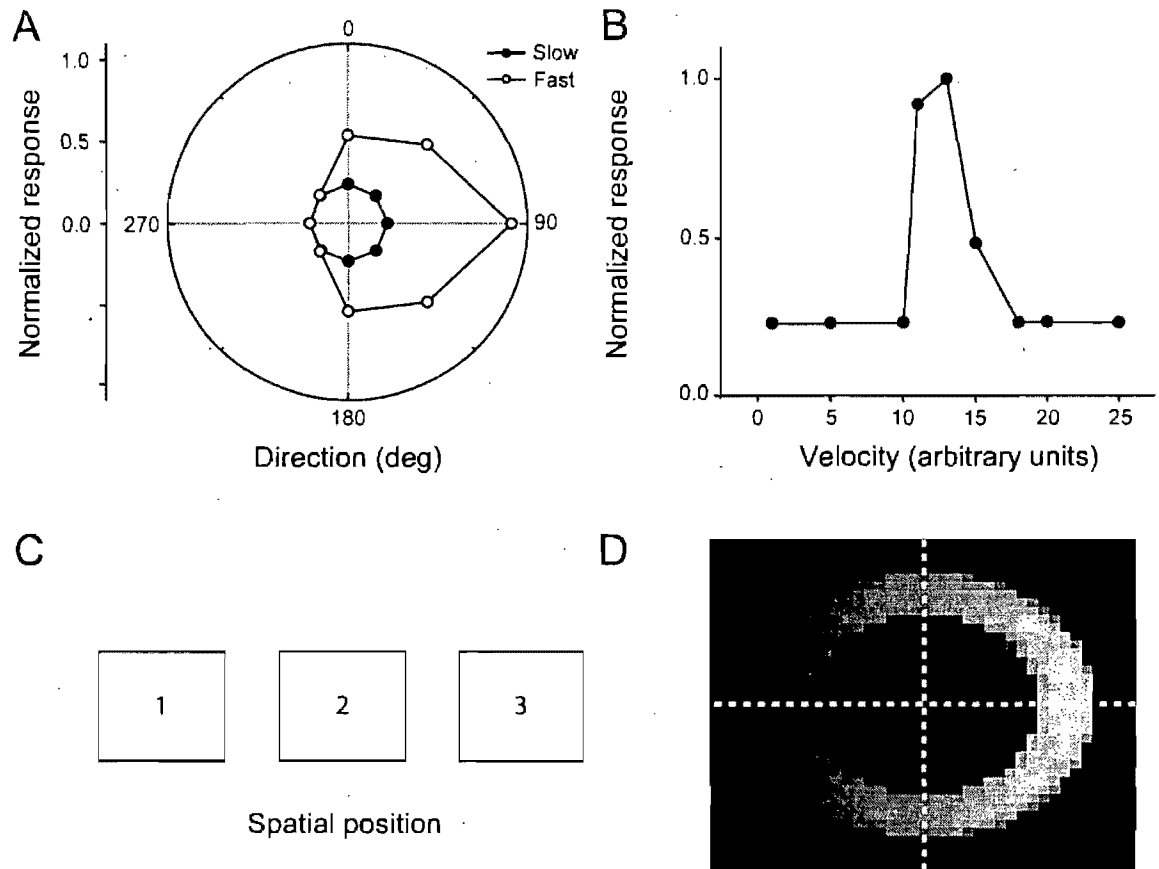 A
0
Slow
Fast
1.0
0.5
0.0
270
90
180
Normalized response
Direction (deg)
B
1.0
0.5
0.0
0 5 10 15 20 25
Normalized response
Velocity (arbitrary units)
C
1 2 3
Spatial position
D